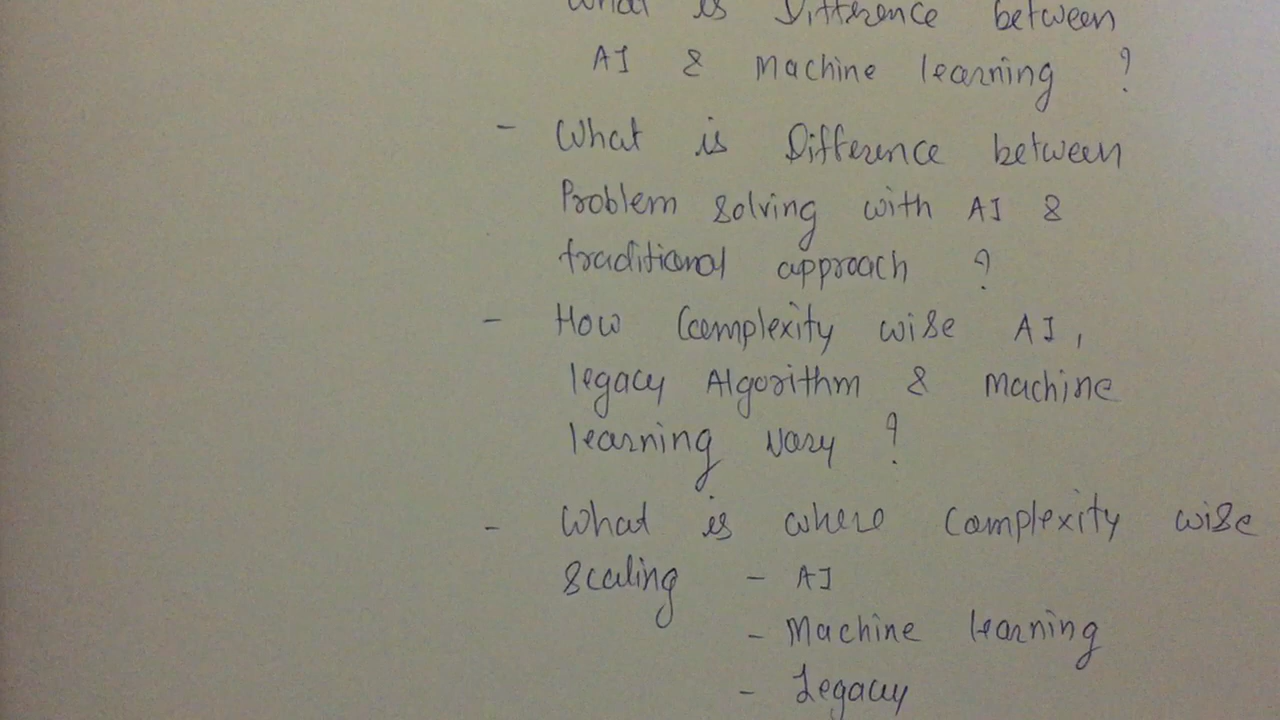 What is Difference between
AI & Machine learning ?
- What is Difference between
Problem solving with AI &
traditional approach ?
- How Complexity wise AI,
legacy Algorithm & Machine
learning vary ?
- What is where Complexity wise
scaling - AI
- Machine learning
- Legacy